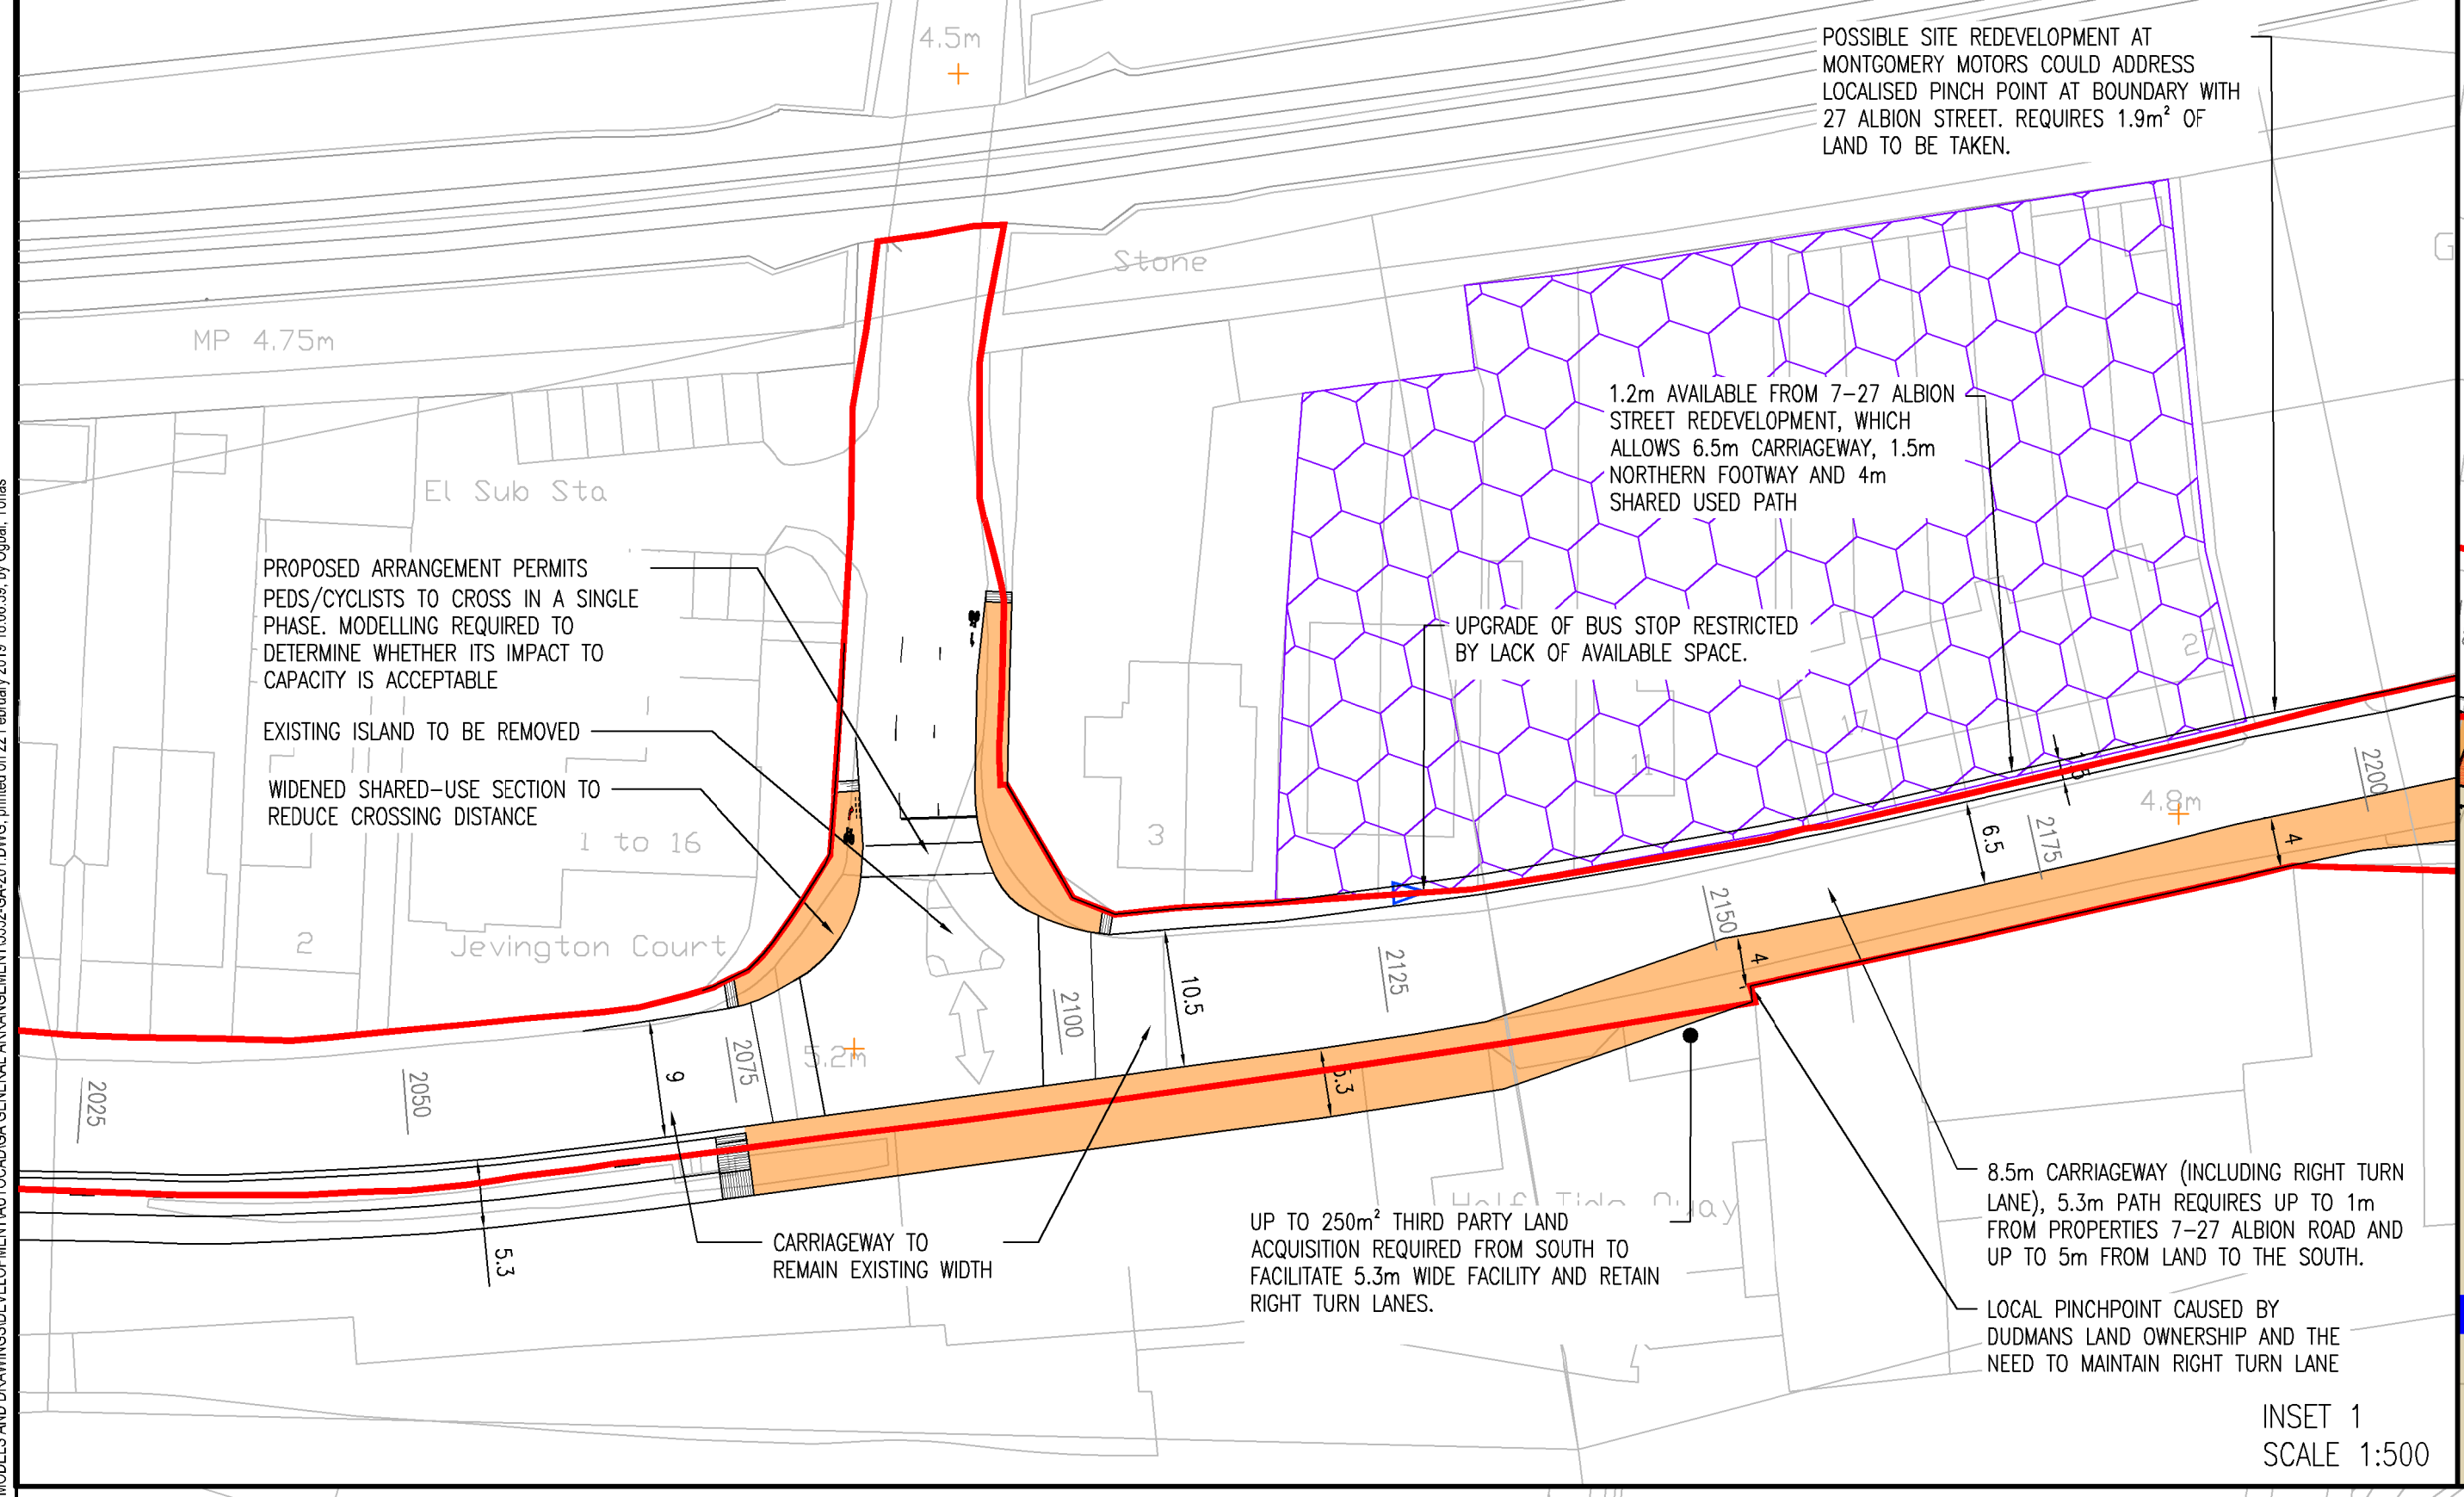 4.5m
POSSIBLE SITE REDEVELOPMENT AT
MONTGOMERY MOTORS COULD ADDRESS
LOCALISED PINCH POINT AT BOUNDARY WITH
27 ALBION STREET. REQUIRES 1.9m² OF
LAND TO BE TAKEN.
Stone
G
MP 4.75m
1.2m AVAILABLE FROM 7-27 ALBION
STREET REDEVELOPMENT, WHICH
ALLOWS 6.5m CARRIAGEWAY, 1.5m
NORTHERN FOOTWAY AND 4m
SHARED USED PATH
El Sub Sta
PROPOSED ARRANGEMENT PERMITS
PEDS/CYCLISTS TO CROSS IN A SINGLE
PHASE. MODELLING REQUIRED TO
DETERMINE WHETHER ITS IMPACT TO
CAPACITY IS ACCEPTABLE
UPGRADE OF BUS STOP RESTRICTED
BY LACK OF AVAILABLE SPACE.
27
17
11
EXISTING ISLAND TO BE REMOVED
WIDENED SHARED-USE SECTION TO
REDUCE CROSSING DISTANCE
1 to 16
3
4.8m
2200
2175
6.5
4
2150
4
2125
2
Jevington Court
10.5
2100
5.2m
2075
9
2050
2025
5.3
5.3
CARRIAGEWAY TO
REMAIN EXISTING WIDTH
Half Tide Quay
UP TO 250m² THIRD PARTY LAND
ACQUISITION REQUIRED FROM SOUTH TO
FACILITATE 5.3m WIDE FACILITY AND RETAIN
RIGHT TURN LANES.
8.5m CARRIAGEWAY (INCLUDING RIGHT TURN
LANE), 5.3m PATH REQUIRES UP TO 1m
FROM PROPERTIES 7-27 ALBION ROAD AND
UP TO 5m FROM LAND TO THE SOUTH.
LOCAL PINCHPOINT CAUSED BY
DUDMANS LAND OWNERSHIP AND THE
NEED TO MAINTAIN RIGHT TURN LANE
INSET 1
SCALE 1:500